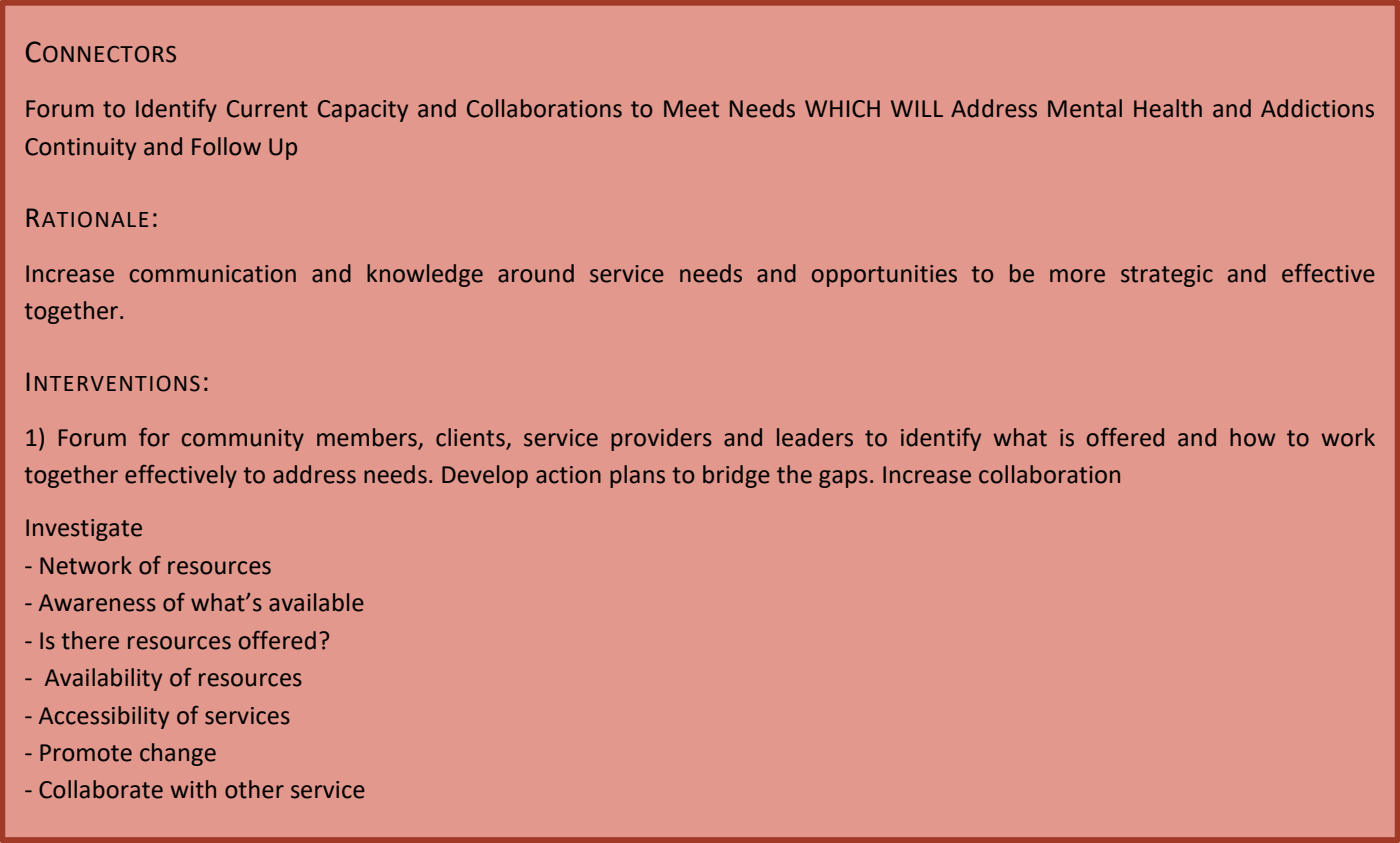 CONNECTORS
Forum to Identify Current Capacity and Collaborations to Meet Needs WHICH WILL Address Mental Health and Addictions
Continuity and Follow Up
RATIONALE:
Increase communication and knowledge around service needs and opportunities to be more strategic and effective
together.
INTERVENTIONS:
1) Forum for community members, clients, service providers and leaders to identify what is offered and how to work
together effectively to address needs. Develop action plans to bridge the gaps. Increase collaboration
Investigate
- Network of resources
- Awareness of what’s available
- Is there resources offered?
-  Availability of resources
- Accessibility of services
- Promote change
- Collaborate with other service